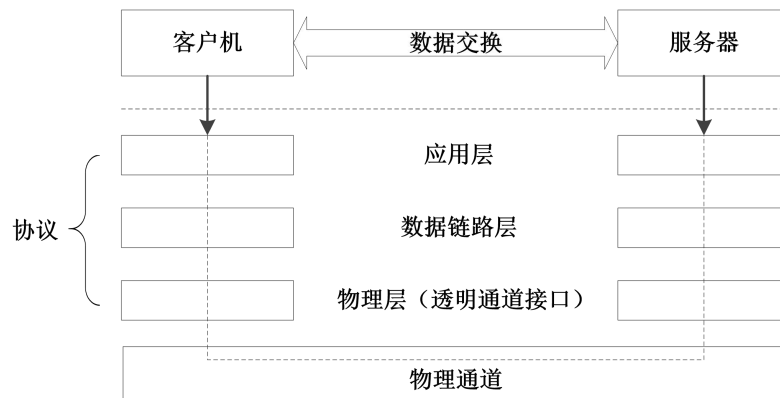 客户机
数据交换
服务器
应用层
协议
数据链路层
物理层（透明通道接口）
物理通道